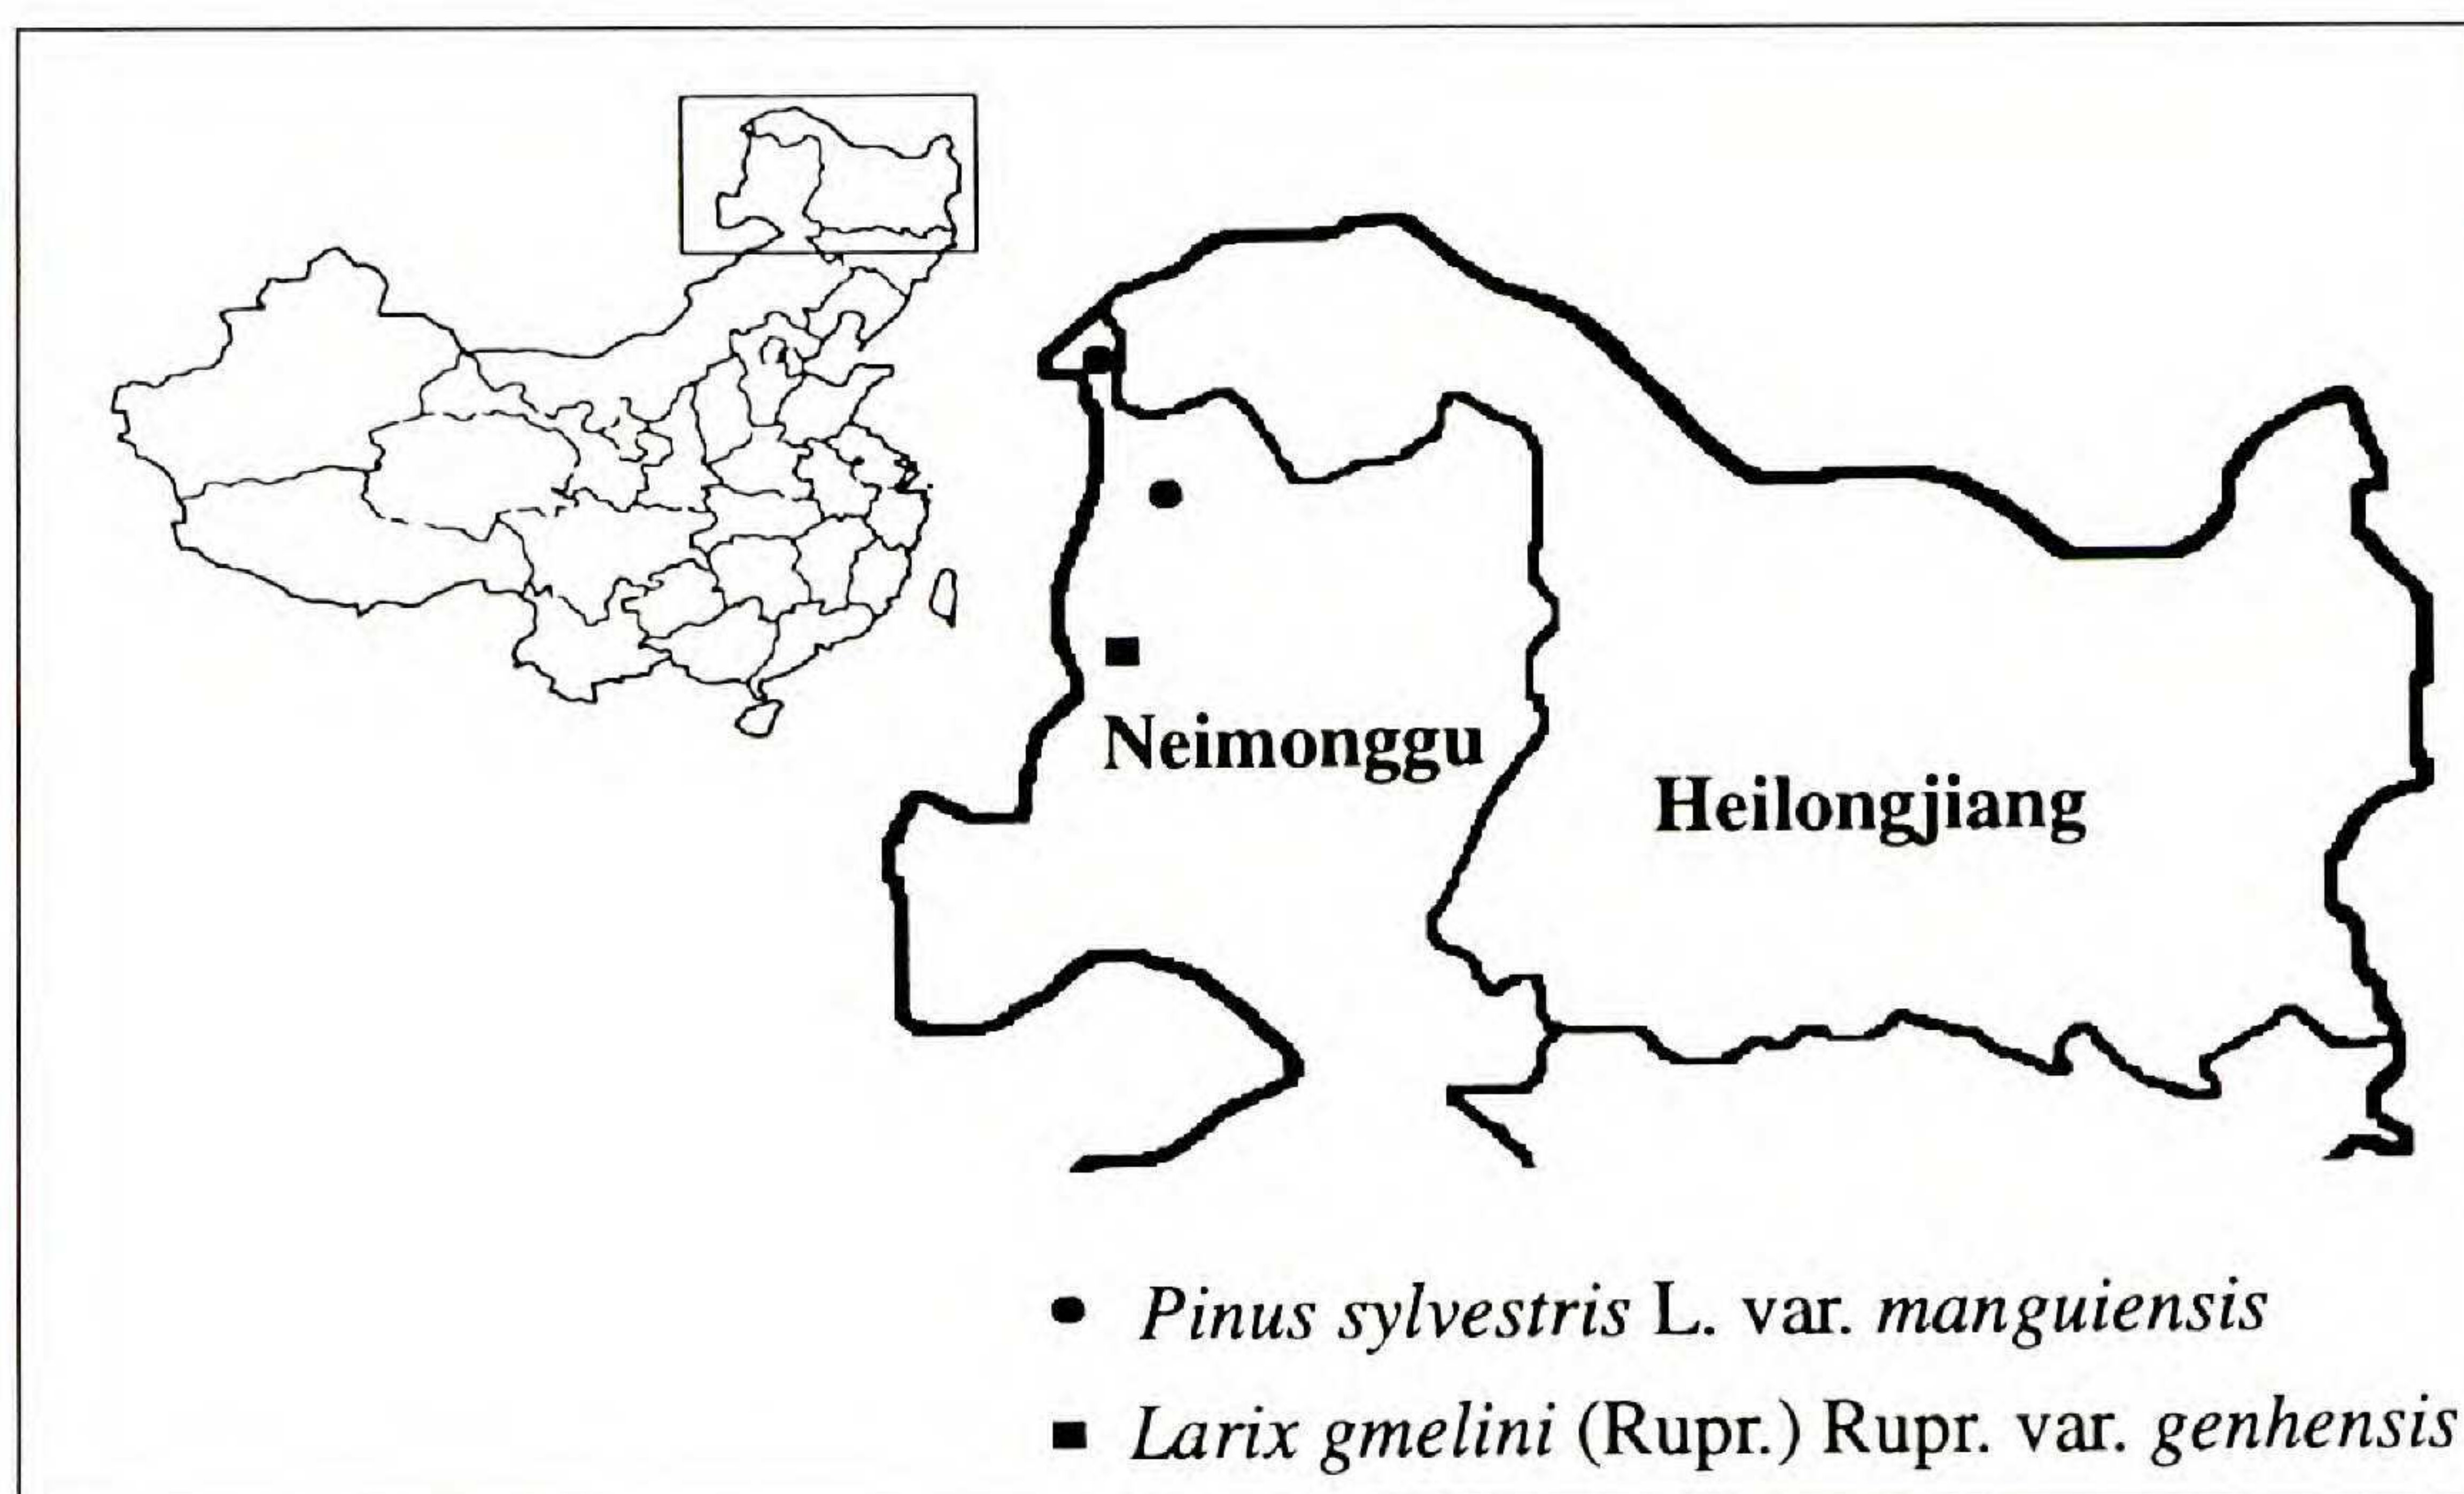 Neimonggu
Heilongjiang
Pinus sylvestris L. var. manguiensis
Larix gmelini (Rupr.) Rupr. var. genhensis